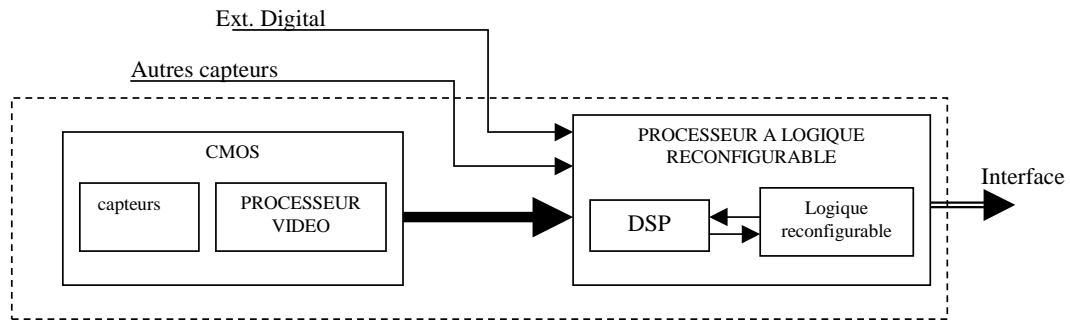 Ext. Digital
Autres capteurs
CMOS
capteurs
PROCESSEUR
VIDEO
PROCESSEUR A LOGIQUE
RECONFIGURABLE
DSP
Logique
reconfigurable
Interface